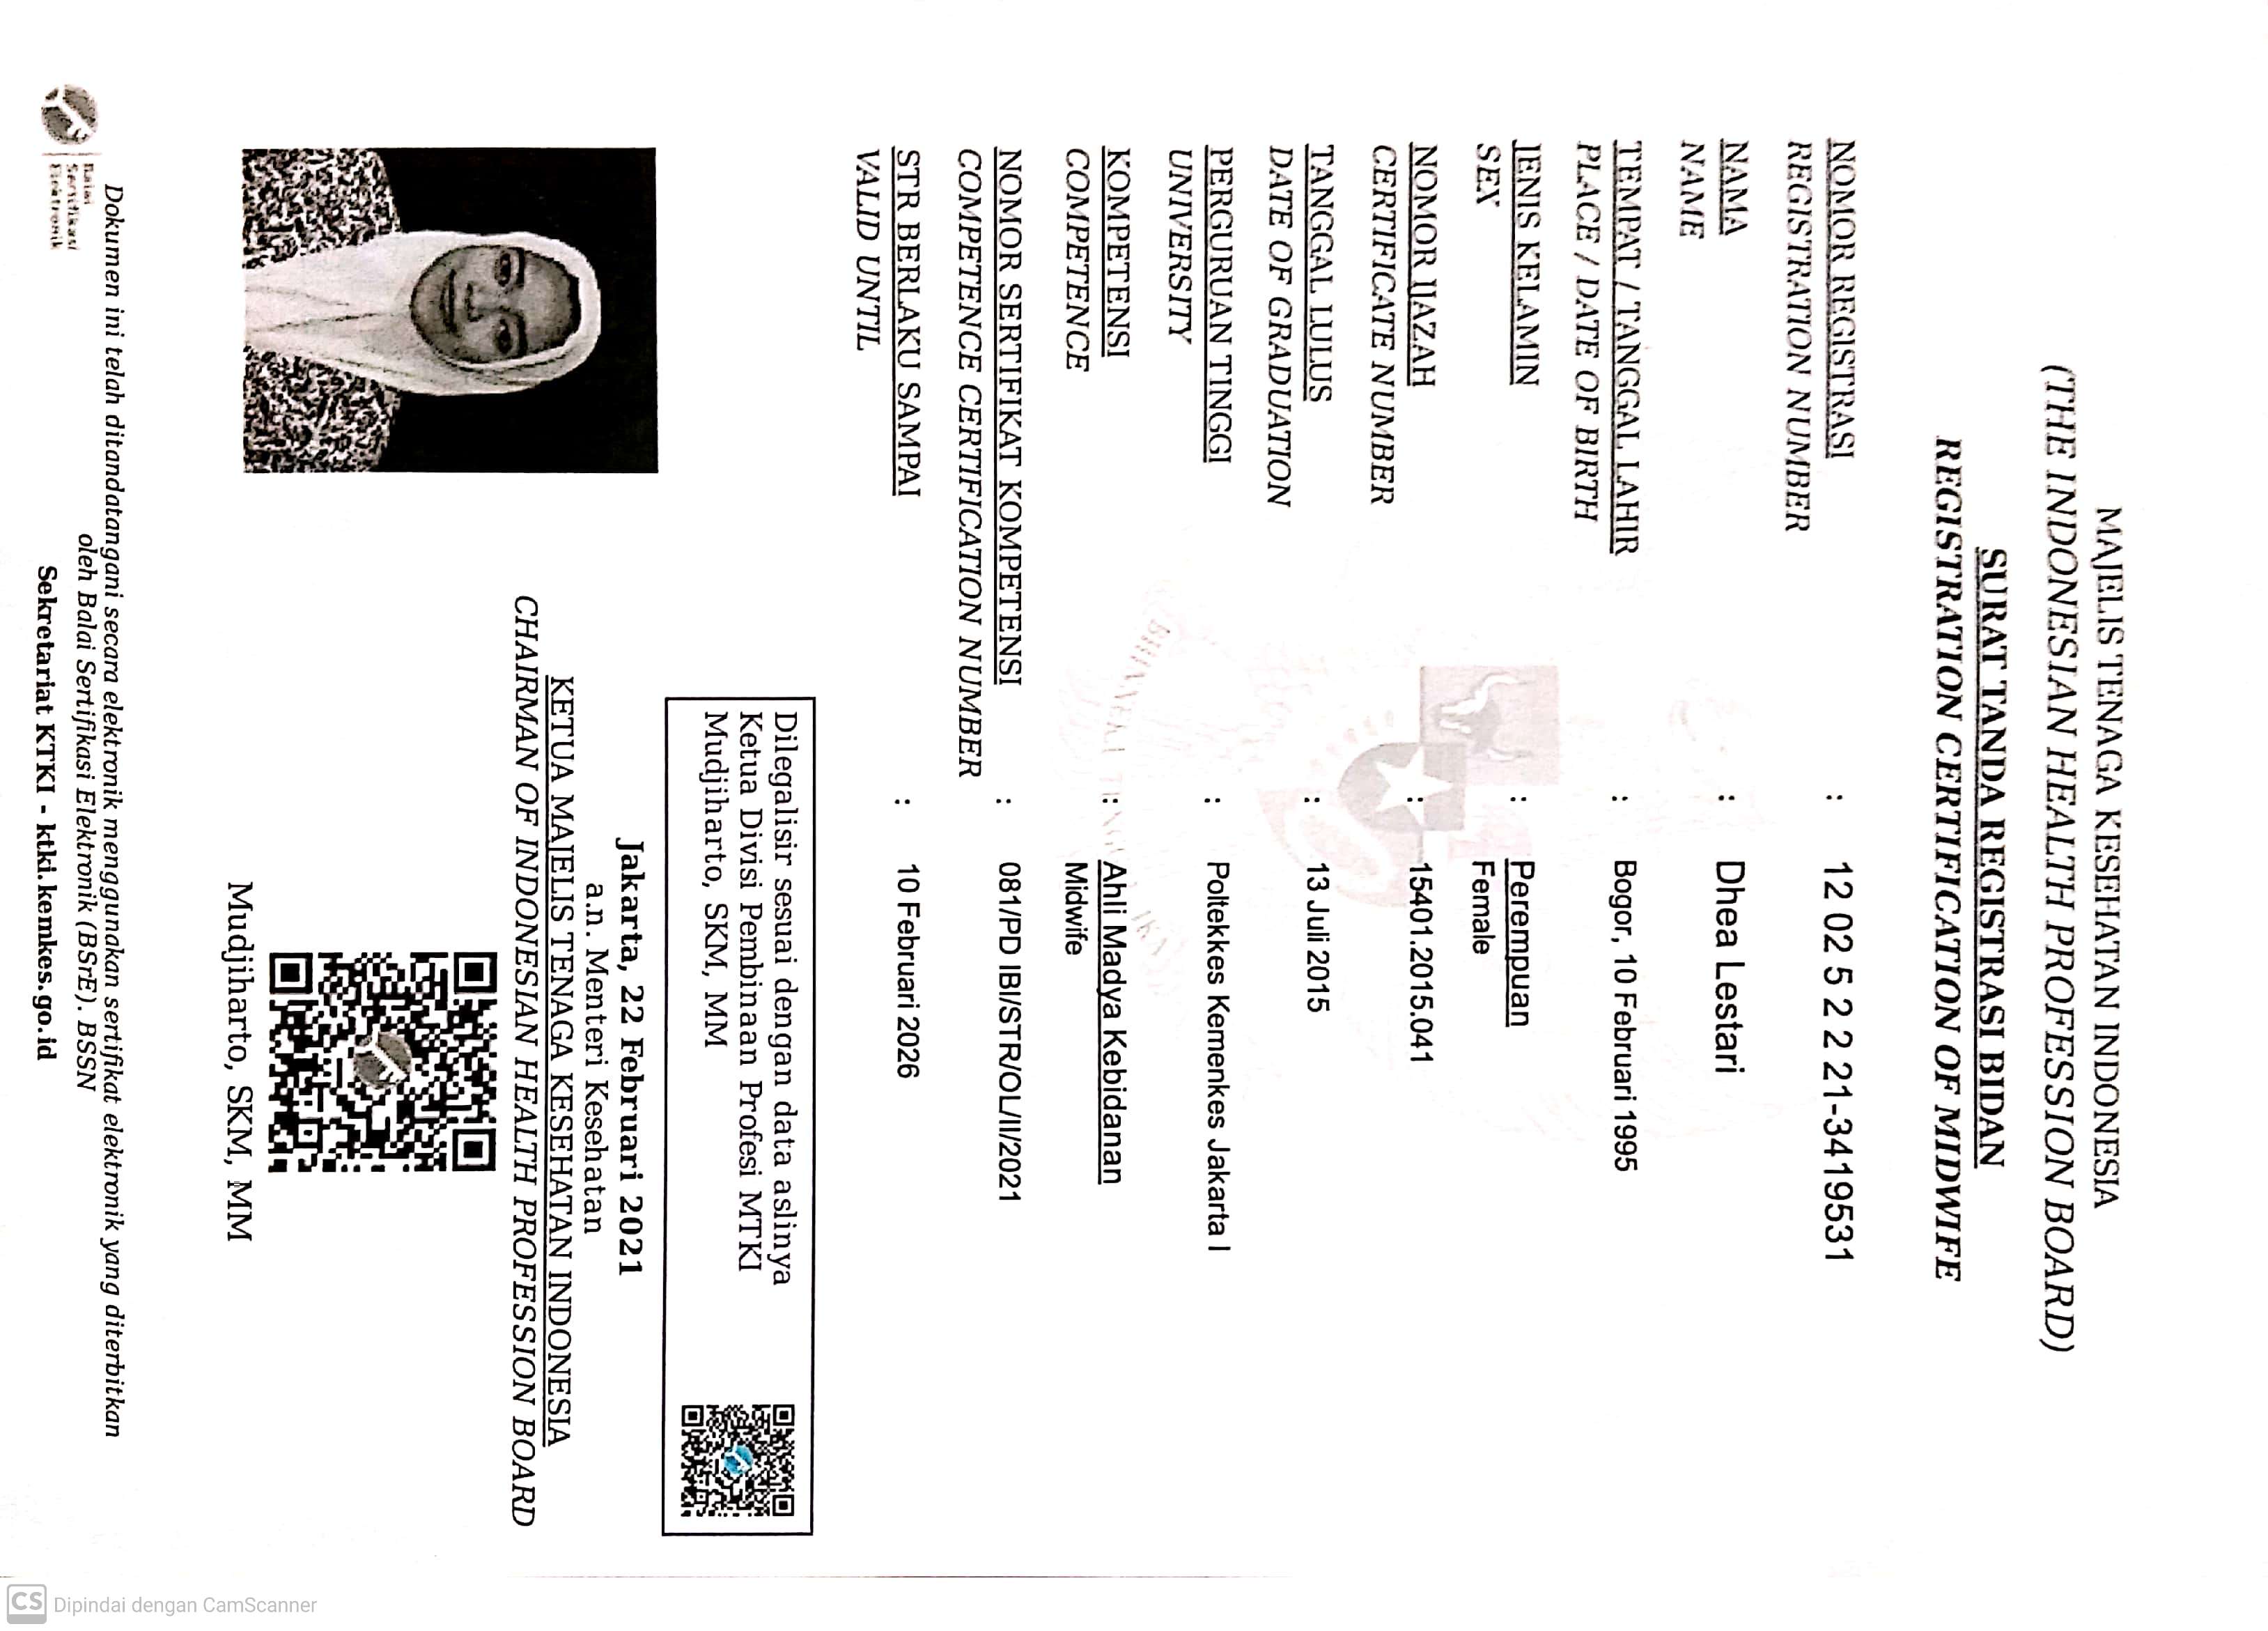 MAJELIS TENAGA KESEHATAN INDONESIA
(THE INDONESIAN HEALTH PROFESSION BOARD)
SURAT TANDA REGISTRASI BIDAN
REGISTRATION CERTIFICATION OF MIDWIFE
NOMOR REGISTRASI : 12 02 5 2 2 21-3419531
REGISTRATION NUMBER
NAMA : Dhea Lestari
NAME
TEMPAT / TANGGAL LAHIR : Bogor, 10 Februari 1995
PLACE / DATE OF BIRTH
JENIS KELAMIN : Perempuan
SEX Female
NOMOR IJAZAH : 15401.2015.041
CERTIFICATE NUMBER
TANGGAL LULUS : 13 Juli 2015
DATE OF GRADUATION
PERGURUAN TINGGI : Poltekkes Kemenkes Jakarta I
UNIVERSITY
BHINNEKA TUNGGAL IKA
KOMPETENSI : Ahli Madya Kebidanan
COMPETENCE Midwife
NOMOR SERTIFIKAT KOMPETENSI : 081/PD IBI/STR/OL/II/2021
COMPETENCE CERTIFICATION NUMBER
STR BERLAKU SAMPAI : 10 Februari 2026
VALID UNTIL
Dilegalisir sesuai dengan data aslinya
Ketua Divisi Pembinaan Profesi MTKI
Mudjiharto, SKM, MM
Jakarta, 22 Februari 2021
a.n. Menteri Kesehatan
KETUA MAJELIS TENAGA KESEHATAN INDONESIA
CHAIRMAN OF INDONESIAN HEALTH PROFESSION BOARD
Mudjiharto, SKM, MM
Dokumen ini telah ditandatangani secara elektronik menggunakan sertifikat elektronik yang diterbitkan
oleh Balai Sertifikasi Elektronik (BSrE). BSSN
Balai
Sertifikasi
Elektronik
Sekretariat KTKI - ktki.kemkes.go.id
CS Dipindai dengan CamScanner